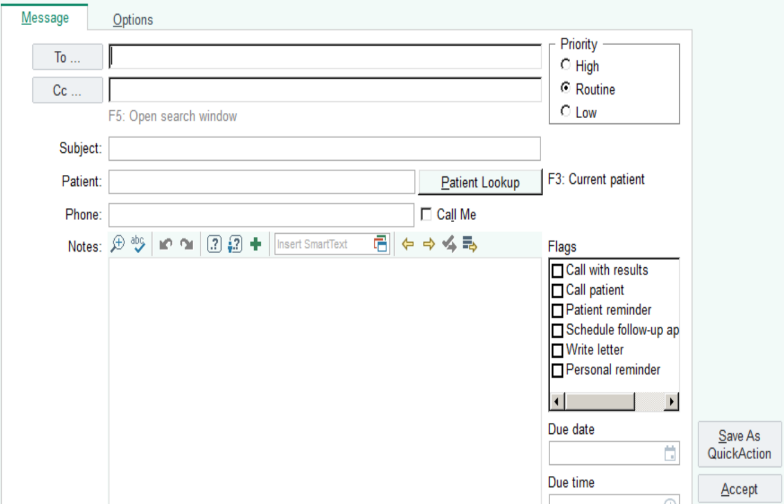 Message Options
To ...
Priority
High
Cc ...
Routine
Low
F5: Open search window
Subject:
Patient: Patient Lookup F3: Current patient
Phone: Call Me
Notes: abc Insert SmartText
Flags
Call with results
Call patient
Patient reminder
Schedule follow-up ap
Write letter
Personal reminder
Due date
Save As
QuickAction
Due time
Accept